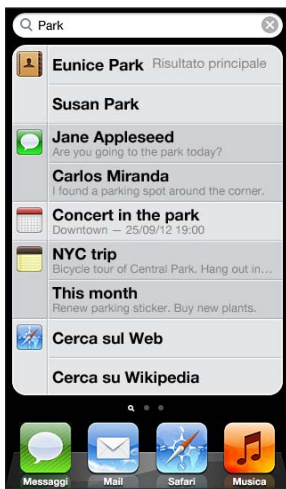 Park
Eunice Park Risultato principale
Susan Park
Jane Appleseed
Are you going to the park today?
Carlos Miranda
I found a parking spot around the corner.
Concert in the park
Downtown — 25/09/12 19:00
NYC trip
Bicycle tour of Central Park. Hang out in...
This month
Renew parking sticker. Buy new plants.
Cerca sul Web
Cerca su Wikipedia
Messaggi Mail Safari Musica